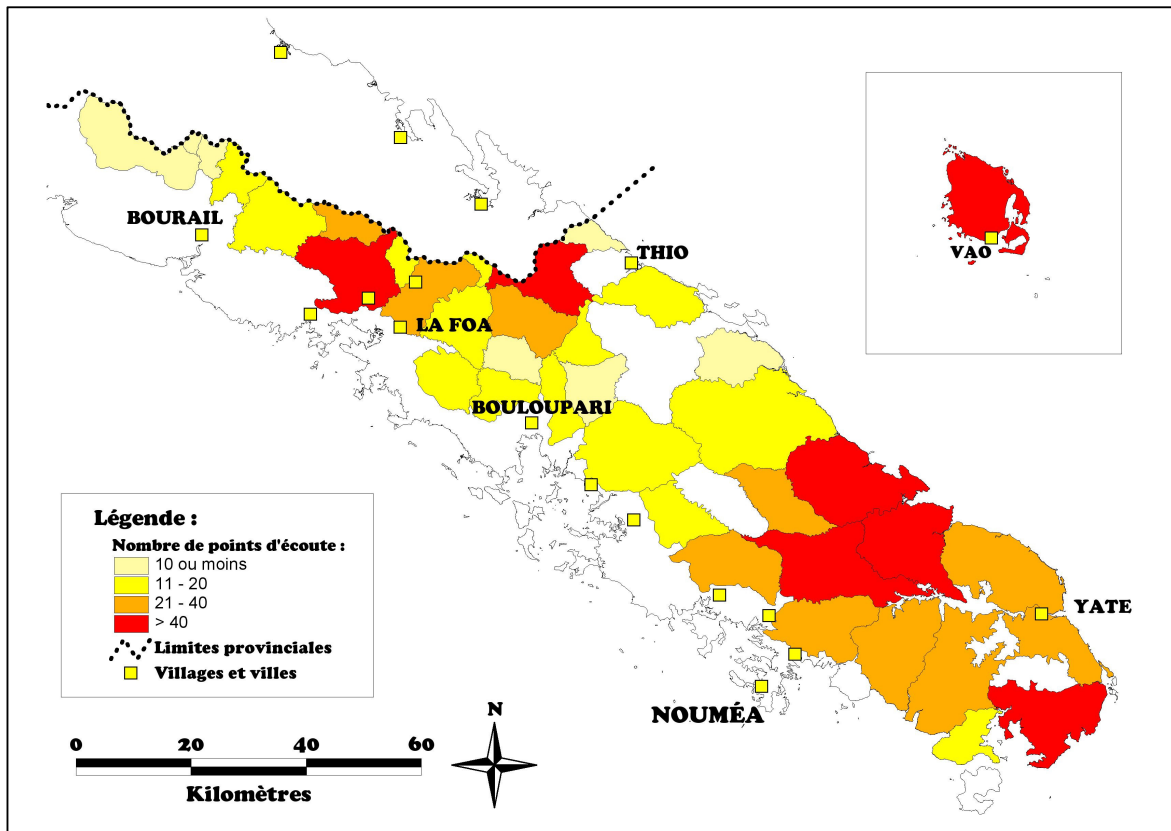 BOURAIL
THIO
VAO
LA FOA
BOULOUPARI
Légende :
Nombre de points d'écoute :
10 ou moins
11 - 20
21 - 40
> 40
Limites provinciales
Villages et villes
YATE
NOUMÉA
N
0 20 40 60
Kilomètres